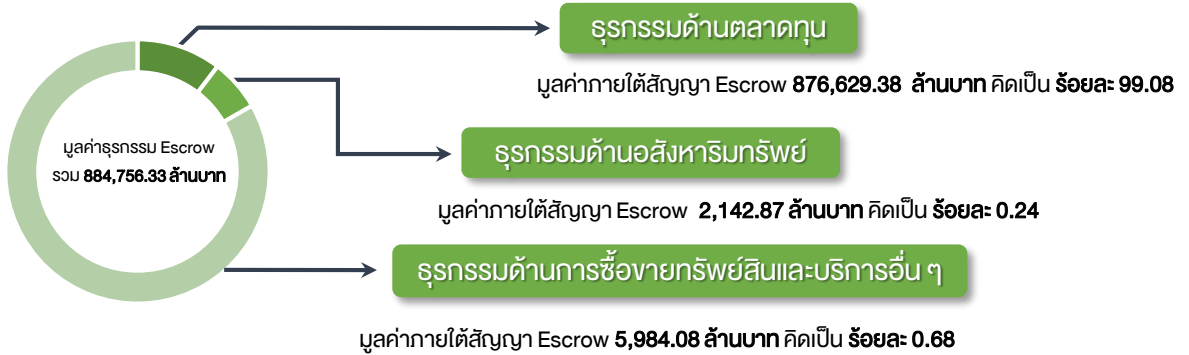 ธุรกรรมด้านตลาดทุน
มูลค่าภายใต้สัญญา Escrow 876,629.38 ล้านบาท คิดเป็น ร้อยละ 99.08
มูลค่าธุรกรรม Escrow
รวม 884,756.33 ล้านบาท
ธุรกรรมด้านอสังหาริมทรัพย์
มูลค่าภายใต้สัญญา Escrow 2,142.87 ล้านบาท คิดเป็น ร้อยละ 0.24
ธุรกรรมด้านการซื้อขายทรัพย์สินและบริการอื่น ๆ
มูลค่าภายใต้สัญญา Escrow 5,984.08 ล้านบาท คิดเป็น ร้อยละ 0.68